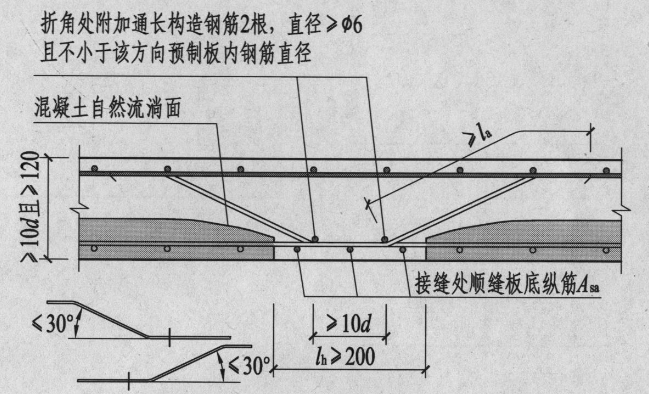 折角处附加通长构造钢筋2根，直径≥ϕ6
且不小于该方向预制板内钢筋直径
混凝土自然流淌面
≥la
≥10d且≥120
接缝处顺缝板底纵筋Asa
≤30°
≥10d
≤30°
lh≥200